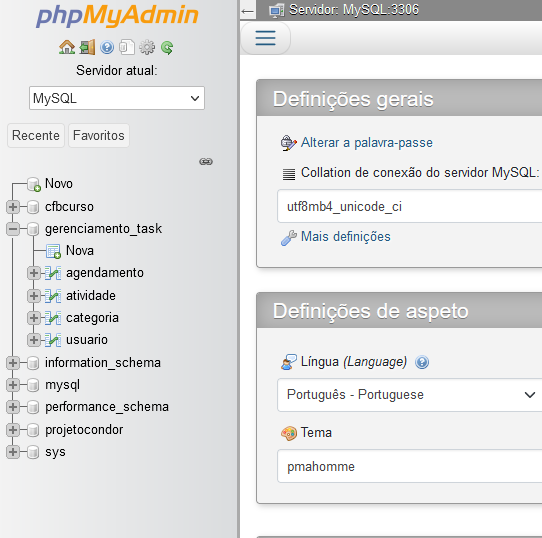 phpMyAdmin
Servidor atual:
MySQL
Recente Favoritos
Novo
cfbcurso
gerenciamento_task
Nova
agendamento
atividade
categoria
usuario
information_schema
mysql
performance_schema
projetocondor
sys
Servidor: MySQL:3306
Definições gerais
Alterar a palavra-passe
Collation de conexão do servidor MySQL:
utf8mb4_unicode_ci
Mais definições
Definições de aspeto
Língua (Language)
Português - Portuguese
Tema
pmahomme